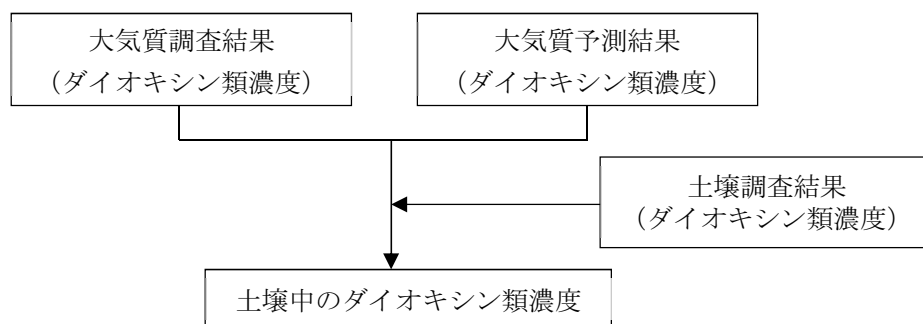 大気質調査結果
（ダイオキシン類濃度）
大気質予測結果
（ダイオキシン類濃度）
土壌調査結果
（ダイオキシン類濃度）
土壌中のダイオキシン類濃度